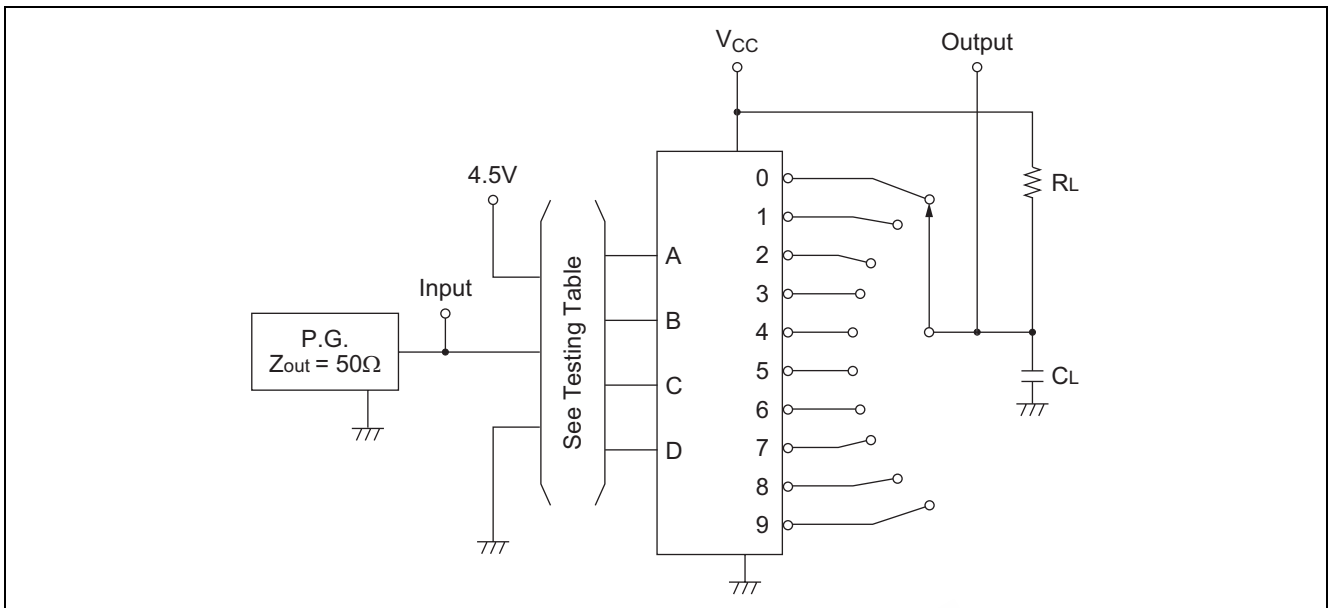 VCC
Output
4.5V
Input
P.G.
Zout = 50Ω
See Testing Table
A
B
C
D
0
1
2
3
4
5
6
7
8
9
RL
CL